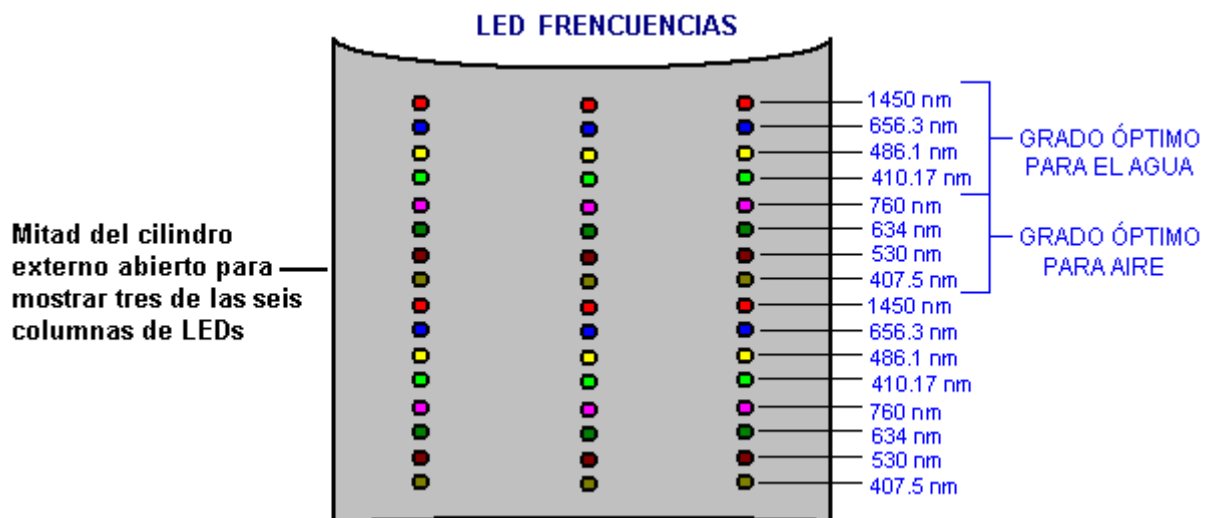 LED FRENCUENCIAS
1450 nm
656.3 nm
486.1 nm
410.17 nm
GRADO ÓPTIMO
PARA EL AGUA
760 nm
634 nm
530 nm
407.5 nm
GRADO ÓPTIMO
PARA AIRE
Mitad del cilindro
externo abierto para
mostrar tres de las seis
columnas de LEDs
1450 nm
656.3 nm
486.1 nm
410.17 nm
760 nm
634 nm
530 nm
407.5 nm